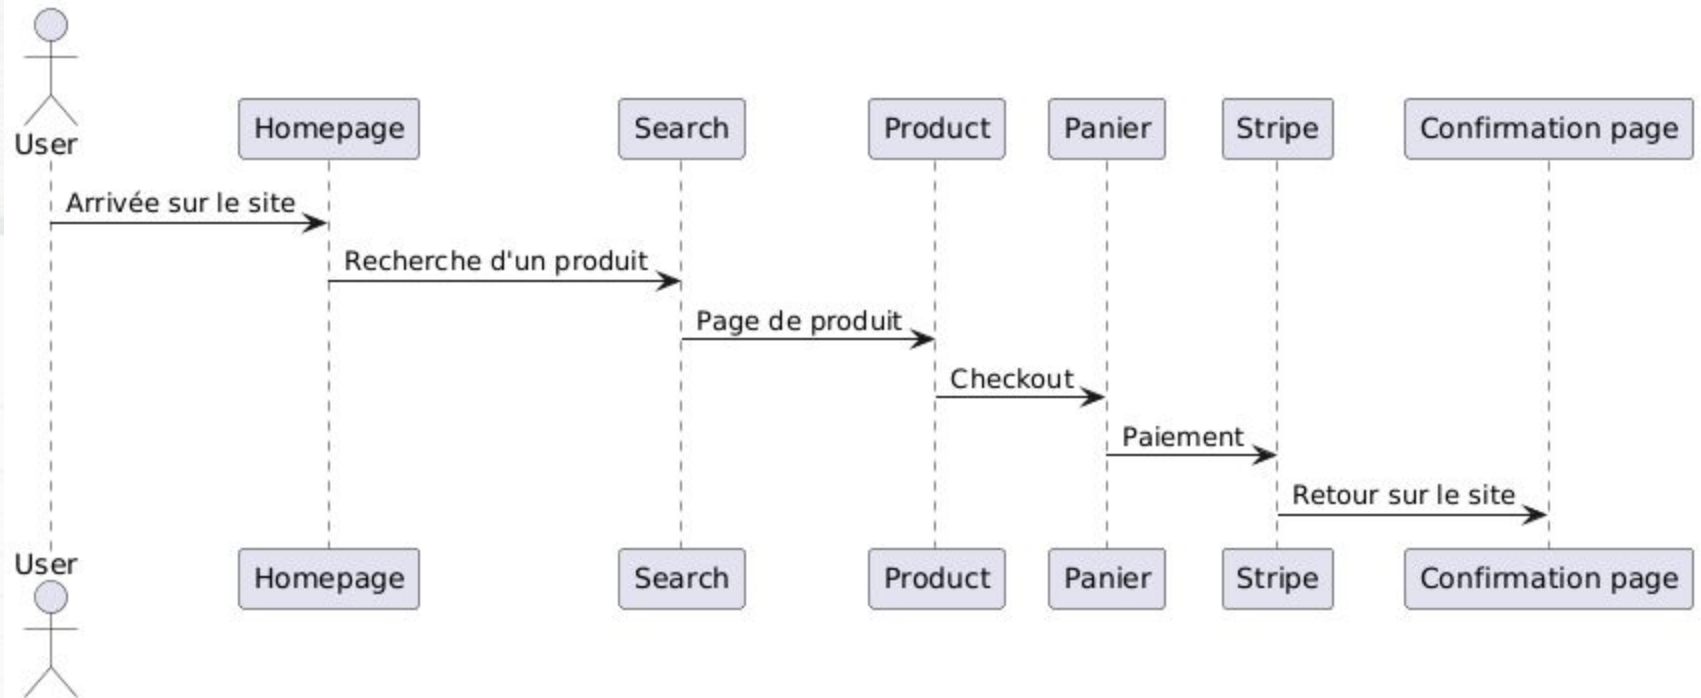 Homepage
Search
Product
Panier
Stripe
Confirmation page
User
Arrivée sur le site
Recherche d'un produit
Page de produit
Checkout
Paiement
Retour sur le site
User
Homepage
Search
Product
Panier
Stripe
Confirmation page